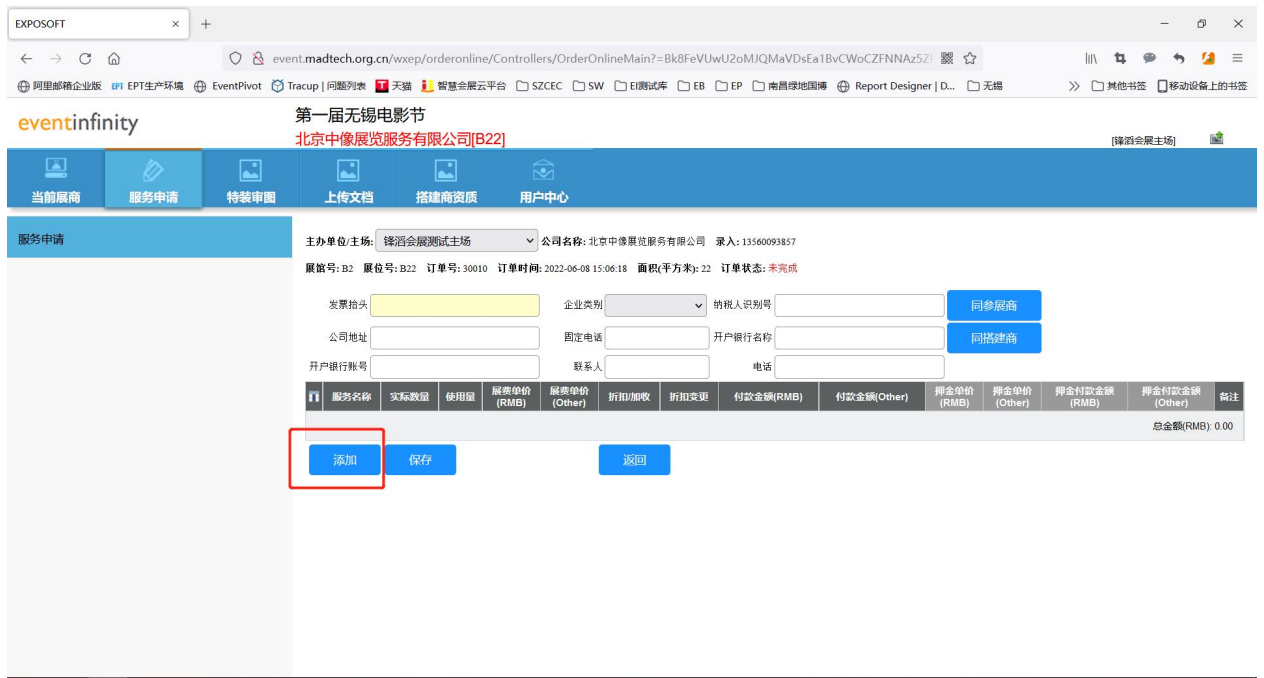 EXPOSOFT × +
event.madtech.org.cn/wxep/orderonline/Controllers/OrderOnlineMain?=Bk8FeVUwU2oMJQMaVDsEa1BvCWoCZFNNAz5Z
阿里邮箱企业版 EPT EPT生产环境 EventPivot Tracup | 问题列表 天猫 智慧会展云平台 SZCEC SW EI测试库 EB EP 南昌绿地国博 Report Designer | D... 无锡 其他书签 移动设备上的书签
eventinfinity
第一届无锡电影节
北京中像展览服务有限公司[B22]
[锋滔会展主场]
当前展商 服务申请 特装审图 上传文档 搭建商资质 用户中心
服务申请
主办单位/主场: 锋滔会展测试主场 公司名称: 北京中像展览服务有限公司 录入: 13560093857
展馆号: B2 展位号: B22 订单号: 30010 订单时间: 2022-06-08 15:06:18 面积(平方米): 22 订单状态: 未完成
发票抬头 企业类别 纳税人识别号 同参展商
公司地址 固定电话 开户银行名称 同搭建商
开户银行账号 联系人 电话
服务名称 实际数量 使用量 展费单价(RMB) 展费单价(Other) 折扣/加收 折扣变更 付款金额(RMB) 付款金额(Other) 押金单价(RMB) 押金单价(Other) 押金付款金额(RMB) 押金付款金额(Other) 备注
总金额(RMB): 0.00
添加 保存 返回